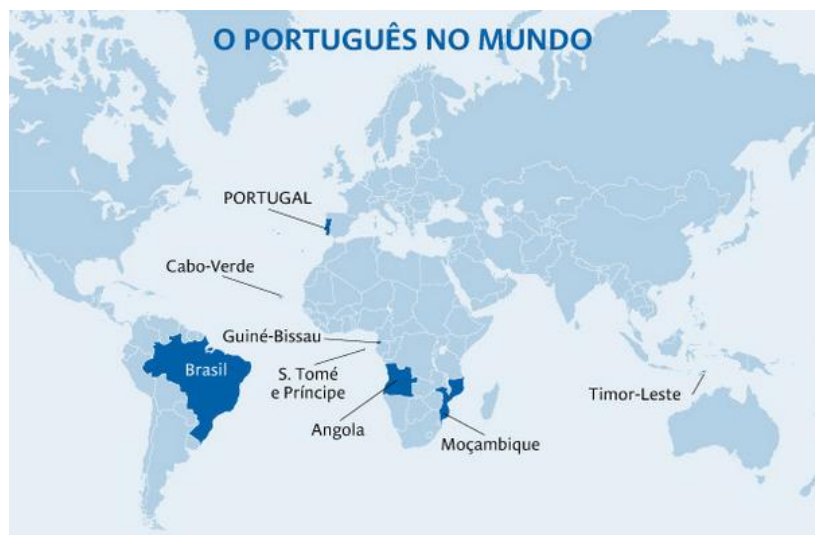 O PORTUGUÊS NO MUNDO
PORTUGAL
Cabo-Verde
Guiné-Bissau
Brasil
S. Tomé
e Príncipe
Timor-Leste
Angola
Moçambique